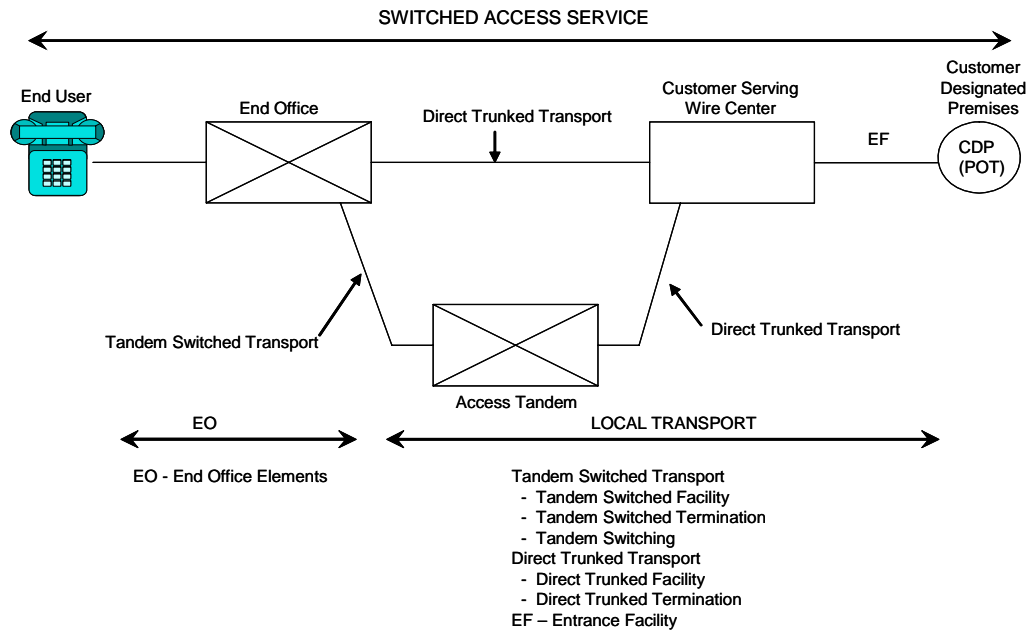 SWITCHED ACCESS SERVICE
End User
End Office
Direct Trunked Transport
Customer Serving
Wire Center
EF
Customer
Designated
Premises
CDP
(POT)
Tandem Switched Transport
Access Tandem
Direct Trunked Transport
EO
LOCAL TRANSPORT
EO - End Office Elements
Tandem Switched Transport
- Tandem Switched Facility
- Tandem Switched Termination
- Tandem Switching
Direct Trunked Transport
- Direct Trunked Facility
- Direct Trunked Termination
EF – Entrance Facility